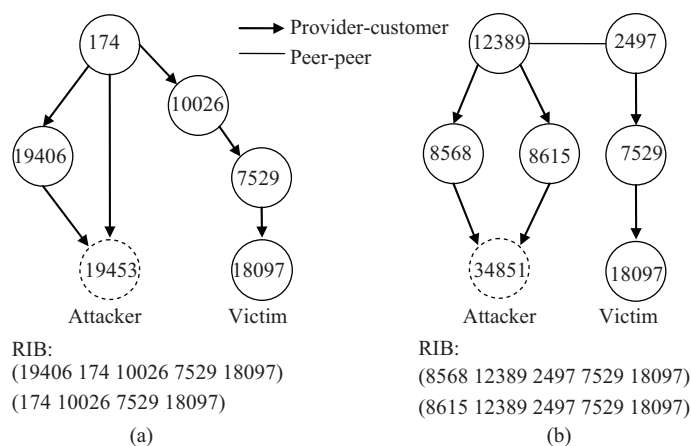 174
Provider-customer
Peer-peer
10026
19406
7529
19453
18097
Attacker
Victim
RIB:
(19406 174 10026 7529 18097)
(174 10026 7529 18097)
(a)
12389
2497
8568
8615
7529
34851
18097
Attacker
Victim
RIB:
(8568 12389 2497 7529 18097)
(8615 12389 2497 7529 18097)
(b)